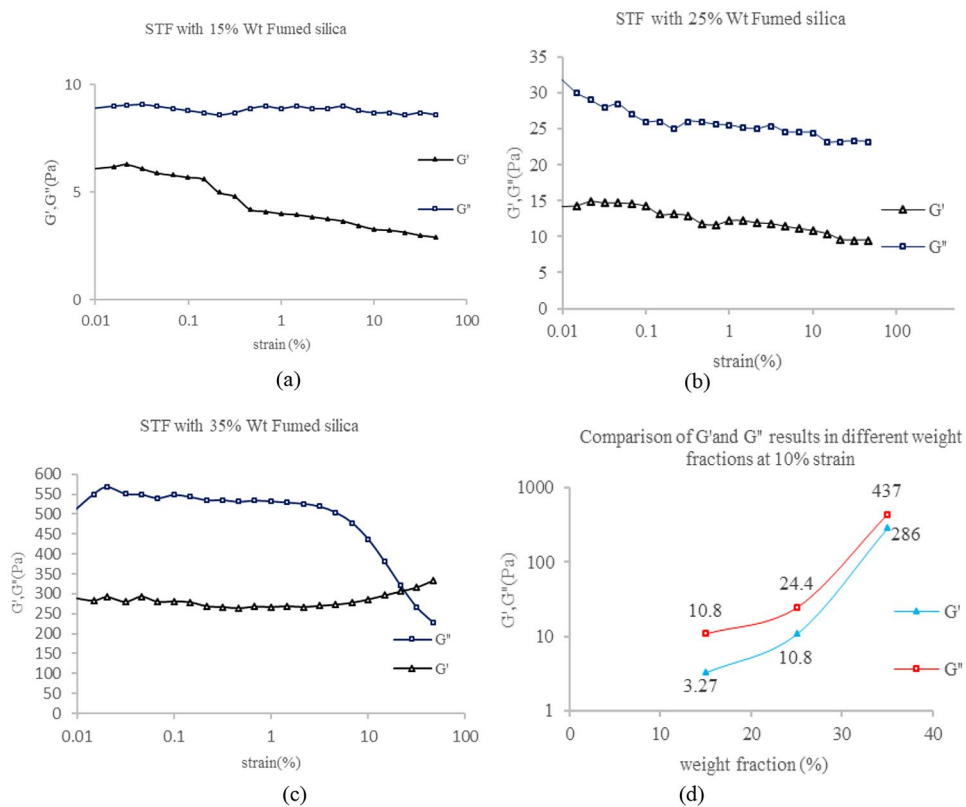 STF with 15% Wt Fumed silica
10
5
0
G',G"(Pa)
0.01 0.1 1 10 100
strain (%)
G'
G"
(a)
STF with 25% Wt Fumed silica
35
30
25
20
15
10
5
0
G',G"(Pa)
0.01 0.1 1 10 100
strain(%)
G'
G"
(b)
STF with 35% Wt Fumed silica
600
550
500
450
400
350
300
250
200
150
100
50
0
G',G"(Pa)
0.01 0.1 1 10 100
strain(%)
G"
G'
(c)
Comparison of G'and G" results in different weight
fractions at 10% strain
1000
100
10
1
G',G"(Pa)
437
286
24.4
10.8
10.8
3.27
0 10 20 30 40
weight fraction (%)
G'
G"
(d)